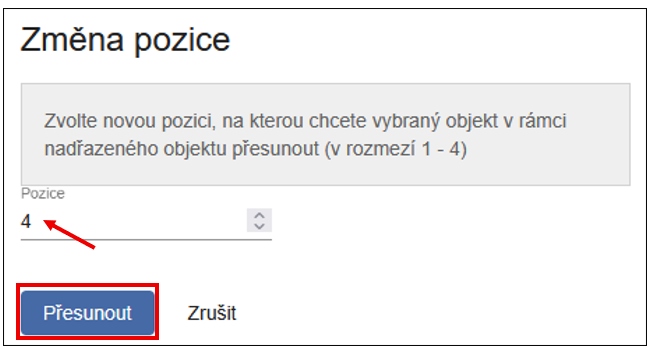 Změna pozice
Zvolte novou pozici, na kterou chcete vybraný objekt v rámci
nadřazeného objektu přesunout (v rozmezí 1 - 4)
Pozice
4
Přesunout
Zrušit